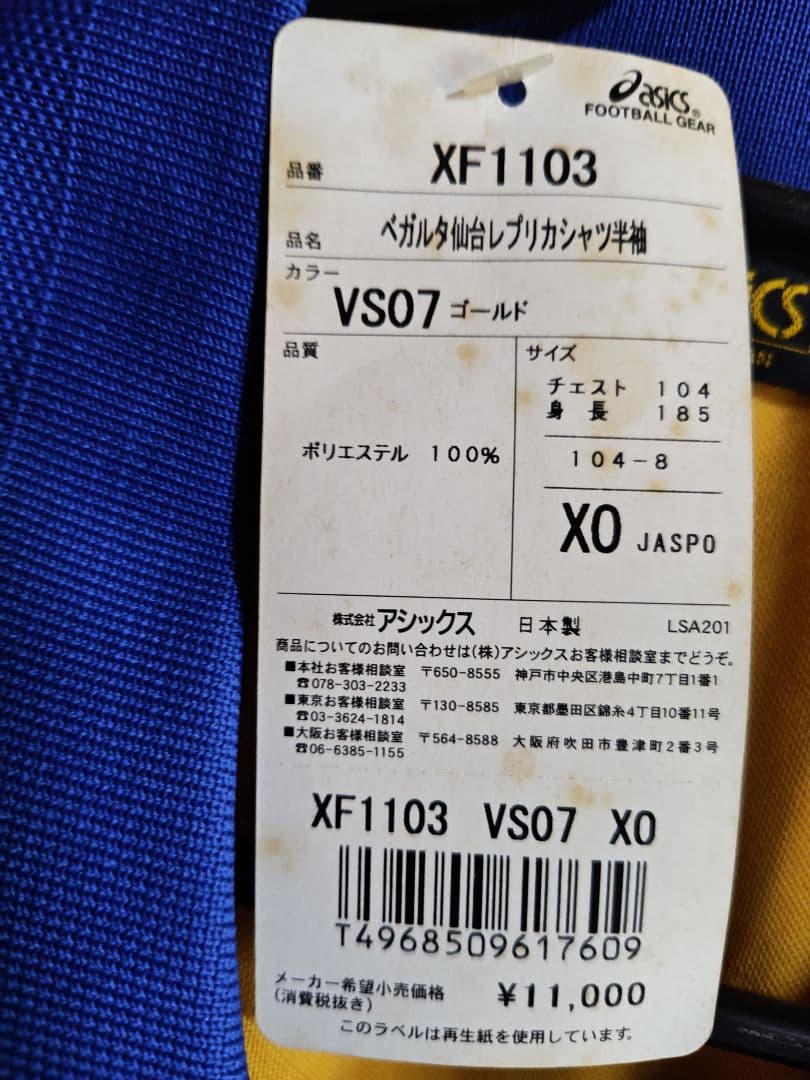 asics®
FOOTBALL GEAR
品番 XF1103
品名 ベガルタ仙台レプリカシャツ半袖
カラー
VS07 ゴールド
品質
サイズ
チェスト 104
身長 185
ポリエステル 100%
104-8
XO JASPO
株式会社アシックス 日本製 LSA201
商品についてのお問い合わせは(株)アシックスお客様相談室までどうぞ。
■本社お客様相談室 〒650-8555 神戸市中央区港島中町7丁目1番1
☎078-303-2233
■東京お客様相談室 〒130-8585 東京都墨田区錦糸4丁目10番11号
☎03-3624-1814
■大阪お客様相談室 〒564-8588 大阪府吹田市豊津町2番3号
☎06-6385-1155
XF1103 VS07 XO
T4968509617609
メーカー希望小売価格
(消費税抜き)
¥11,000
このラベルは再生紙を使用しています。